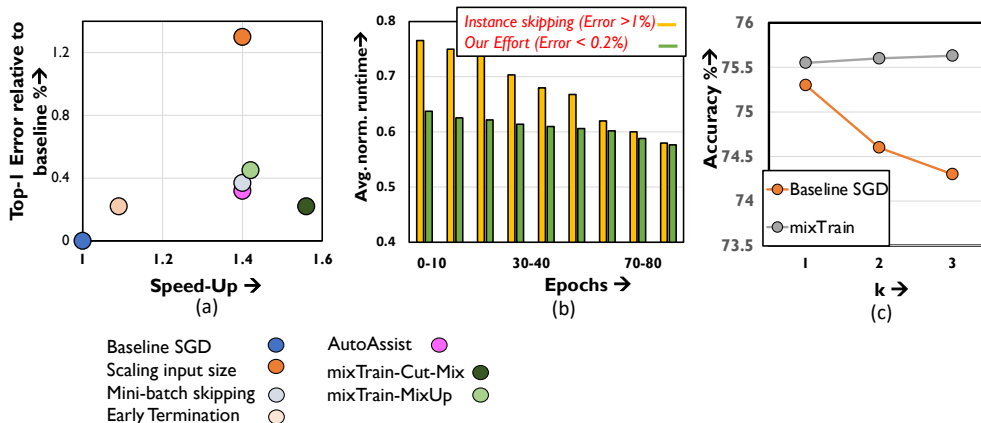 Top-1 Error relative to
baseline %→
1.2
0.8
0.4
0
1
1.2
1.4
1.6
Speed-Up →
(a)
Avg. norm. runtime→
0.8
0.7
0.6
0.5
0.4
Instance skipping (Error >1%)
Our Effort (Error < 0.2%)
0-10
30-40
70-80
Epochs →
(b)
Accuracy %→
76
75.5
75
74.5
74
73.5
Baseline SGD
mixTrain
1
2
3
k →
(c)
Baseline SGD
Scaling input size
Mini-batch skipping
Early Termination
AutoAssist
mixTrain-Cut-Mix
mixTrain-MixUp